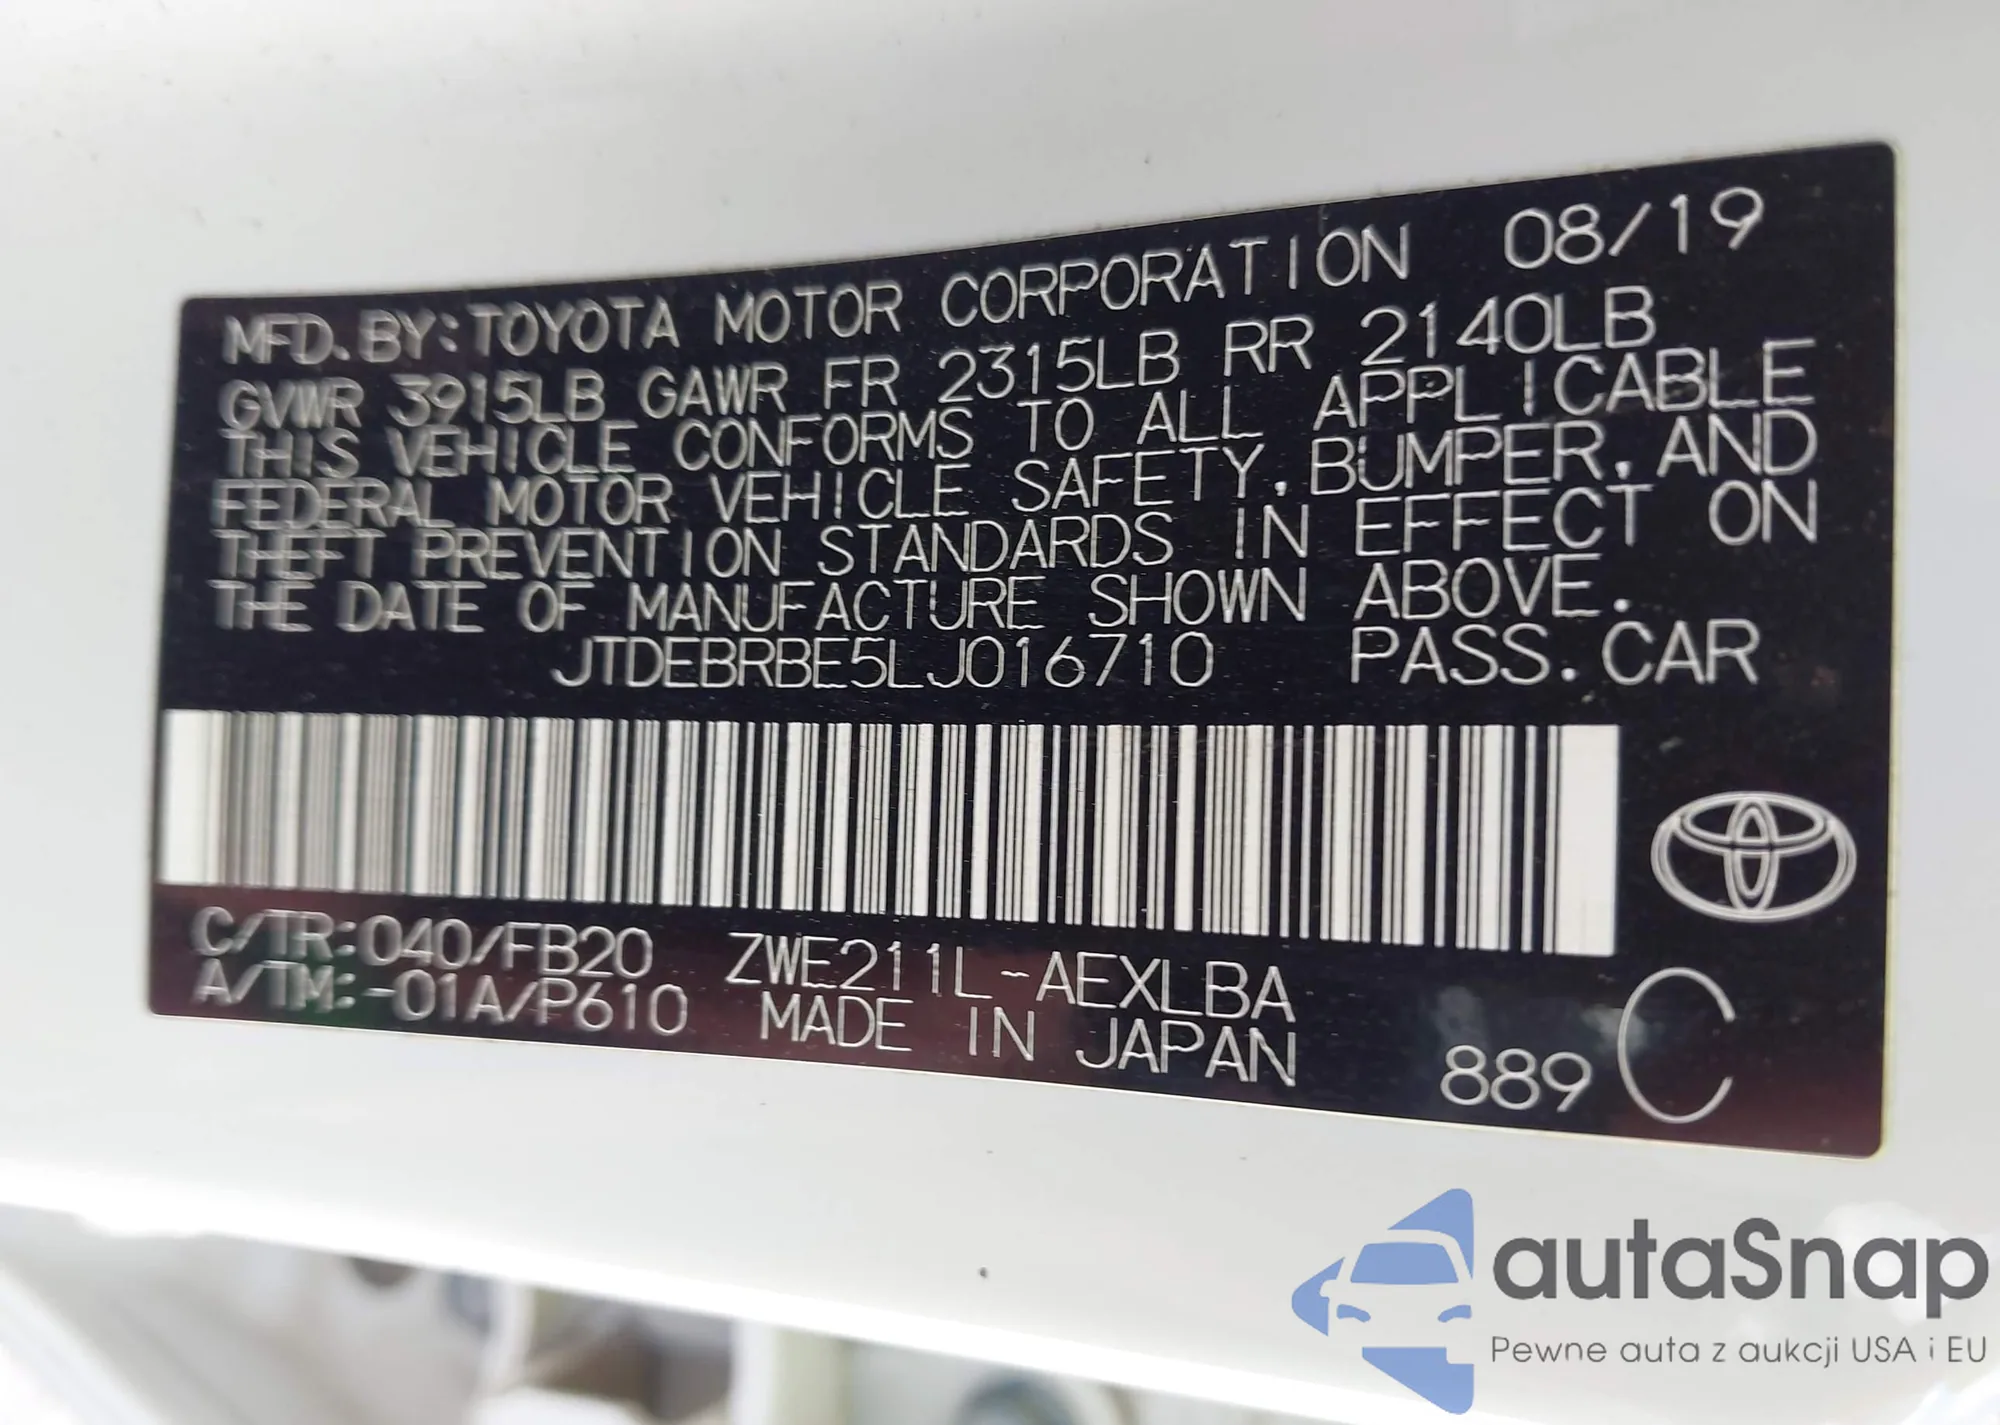 MFD. BY: TOYOTA MOTOR CORPORATION 08/19
GVWR 3915LB GAWR FR 2315LB RR 2140LB
THIS VEHICLE CONFORMS TO ALL APPLICABLE
FEDERAL MOTOR VEHICLE SAFETY, BUMPER, AND
THEFT PREVENTION STANDARDS IN EFFECT ON
THE DATE OF MANUFACTURE SHOWN ABOVE.
JTDEBRBE5LJ016710 PASS. CAR
C/TR: 040/FB20 ZWE211L-AEXLBA
A/TM: -01A/P610 MADE IN JAPAN
889 C
autaSnap
Pewne auta z aukcji USA i EU